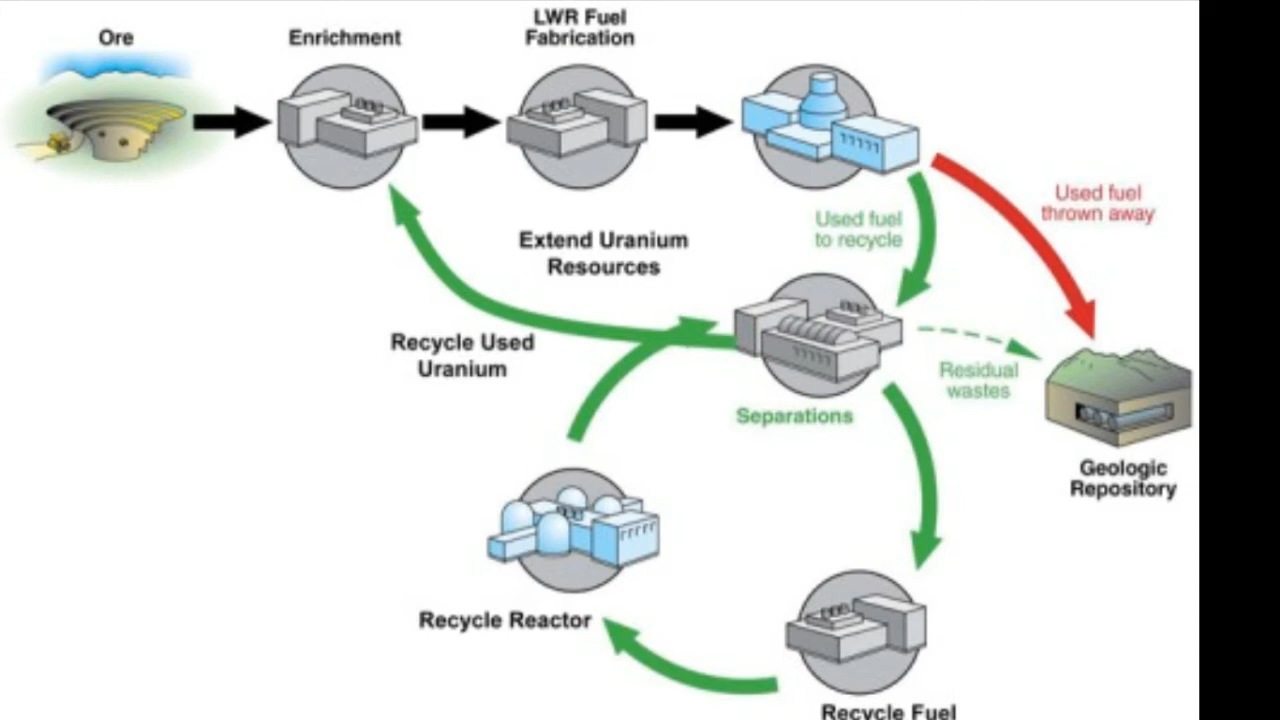 Ore
Enrichment
LWR Fuel
Fabrication
Used fuel
thrown away
Used fuel
to recycle
Extend Uranium
Resources
Recycle Used
Uranium
Residual
wastes
Separations
Geologic
Repository
Recycle Reactor
Recycle Fuel